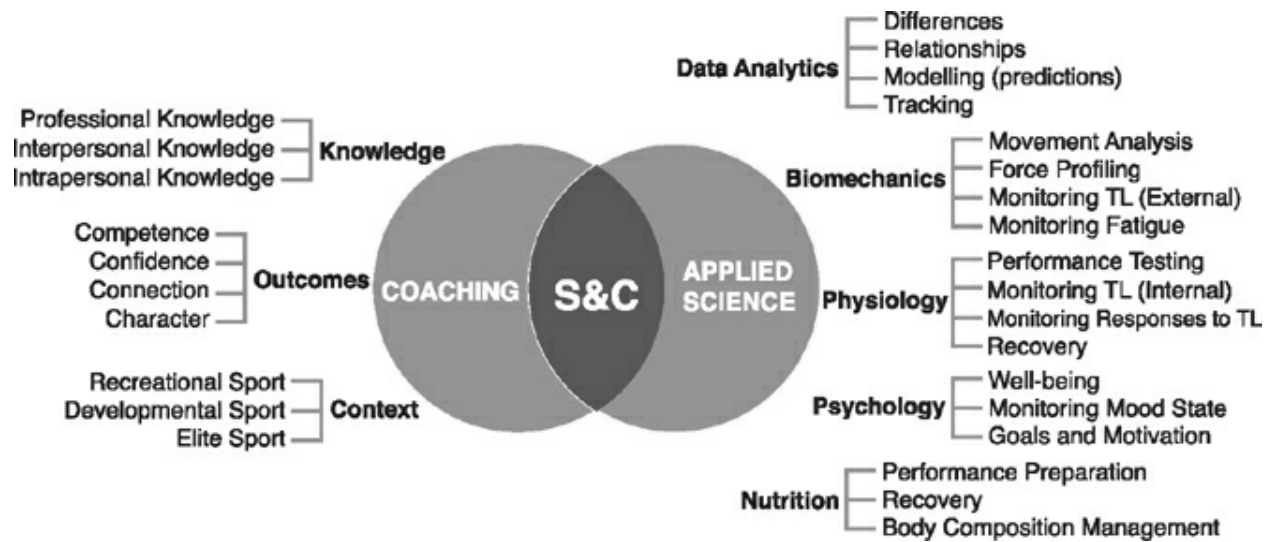 Professional Knowledge
Interpersonal Knowledge
Intrapersonal Knowledge
Knowledge
Competence
Confidence
Connection
Character
Outcomes
Recreational Sport
Developmental Sport
Elite Sport
Context
COACHING
S&C
APPLIED
SCIENCE
Data Analytics
Differences
Relationships
Modelling (predictions)
Tracking
Biomechanics
Movement Analysis
Force Profiling
Monitoring TL (External)
Monitoring Fatigue
Physiology
Performance Testing
Monitoring TL (Internal)
Monitoring Responses to TL
Recovery
Psychology
Well-being
Monitoring Mood State
Goals and Motivation
Nutrition
Performance Preparation
Recovery
Body Composition Management